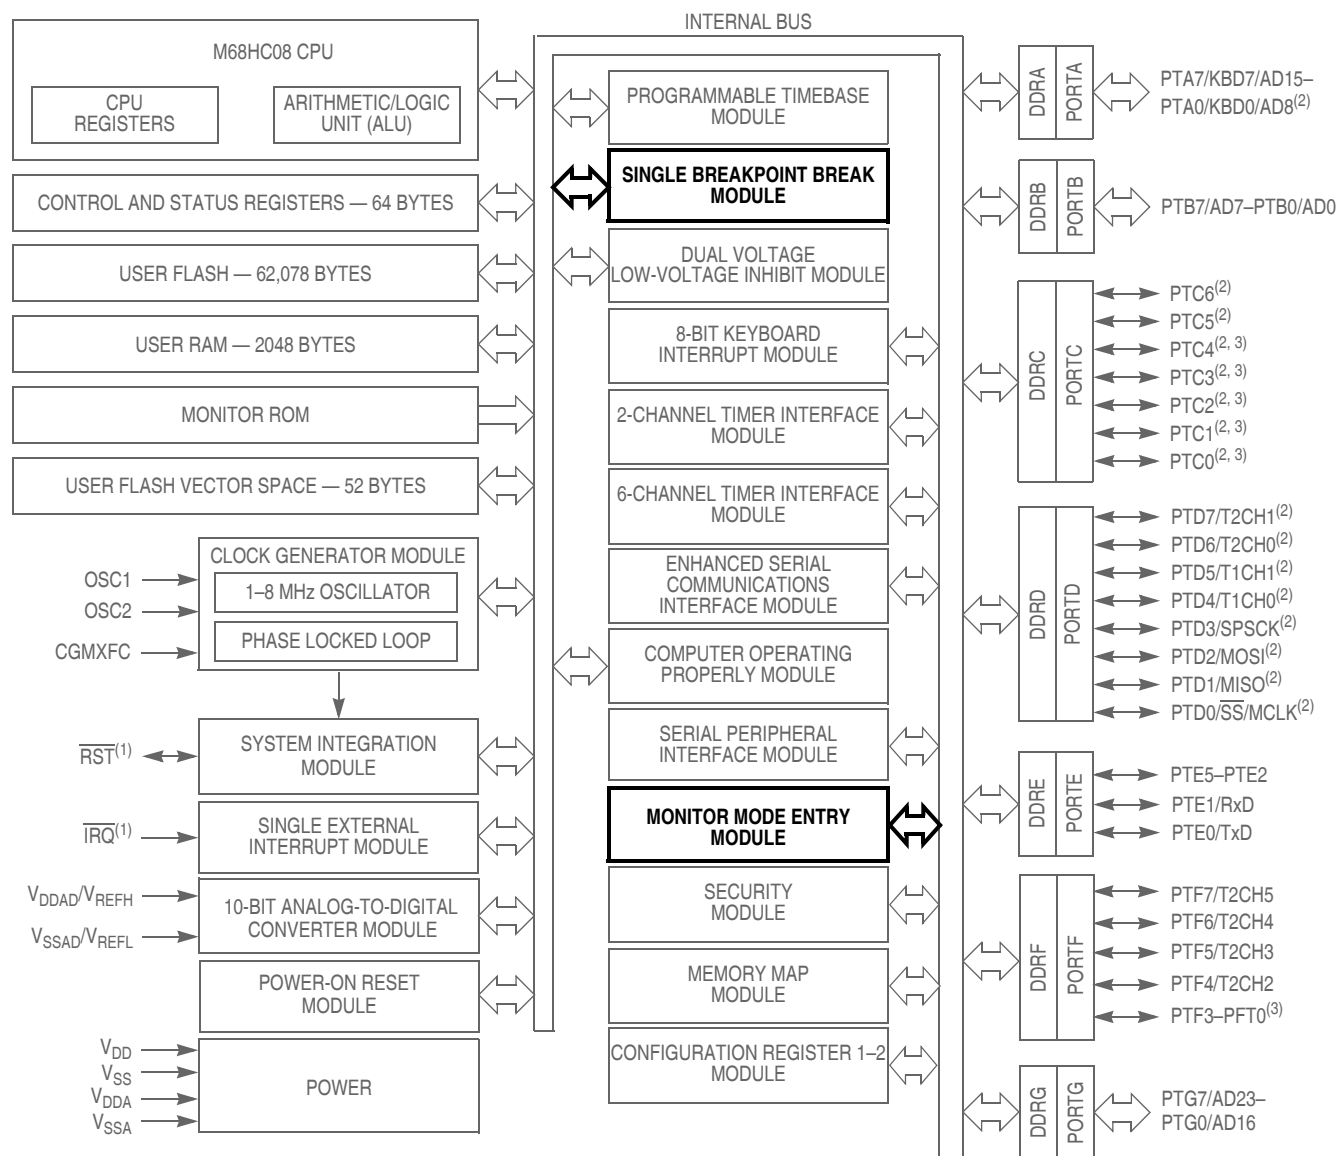 INTERNAL BUS
M68HC08 CPU
CPU
REGISTERS
ARITHMETIC/LOGIC
UNIT (ALU)
CONTROL AND STATUS REGISTERS — 64 BYTES
USER FLASH — 62,078 BYTES
USER RAM — 2048 BYTES
MONITOR ROM
USER FLASH VECTOR SPACE — 52 BYTES
CLOCK GENERATOR MODULE
1–8 MHz OSCILLATOR
PHASE LOCKED LOOP
OSC1
OSC2
CGMXFC
SYSTEM INTEGRATION
MODULE
RST(1)
SINGLE EXTERNAL
INTERRUPT MODULE
IRQ(1)
10-BIT ANALOG-TO-DIGITAL
CONVERTER MODULE
VDDAD/VREFH
VSSAD/VREFL
POWER-ON RESET
MODULE
POWER
VDD
VSS
VDDA
VSSA
PROGRAMMABLE TIMEBASE
MODULE
SINGLE BREAKPOINT BREAK
MODULE
DUAL VOLTAGE
LOW-VOLTAGE INHIBIT MODULE
8-BIT KEYBOARD
INTERRUPT MODULE
2-CHANNEL TIMER INTERFACE
MODULE
6-CHANNEL TIMER INTERFACE
MODULE
ENHANCED SERIAL
COMMUNICATIONS
INTERFACE MODULE
COMPUTER OPERATING
PROPERLY MODULE
SERIAL PERIPHERAL
INTERFACE MODULE
MONITOR MODE ENTRY
MODULE
SECURITY
MODULE
MEMORY MAP
MODULE
CONFIGURATION REGISTER 1–2
MODULE
DDRA
PORTA
PTA7/KBD7/AD15–
PTA0/KBD0/AD8(2)
DDRB
PORTB
PTB7/AD7–PTB0/AD0
DDRC
PORTC
PTC6(2)
PTC5(2)
PTC4(2, 3)
PTC3(2, 3)
PTC2(2, 3)
PTC1(2, 3)
PTC0(2, 3)
DDRD
PORTD
PTD7/T2CH1(2)
PTD6/T2CH0(2)
PTD5/T1CH1(2)
PTD4/T1CH0(2)
PTD3/SPSCK(2)
PTD2/MOSI(2)
PTD1/MISO(2)
PTD0/SS/MCLK(2)
DDRE
PORTE
PTE5–PTE2
PTE1/RxD
PTE0/TxD
DDRF
PORTF
PTF7/T2CH5
PTF6/T2CH4
PTF5/T2CH3
PTF4/T2CH2
PTF3–PFT0(3)
DDRG
PORTG
PTG7/AD23–
PTG0/AD16